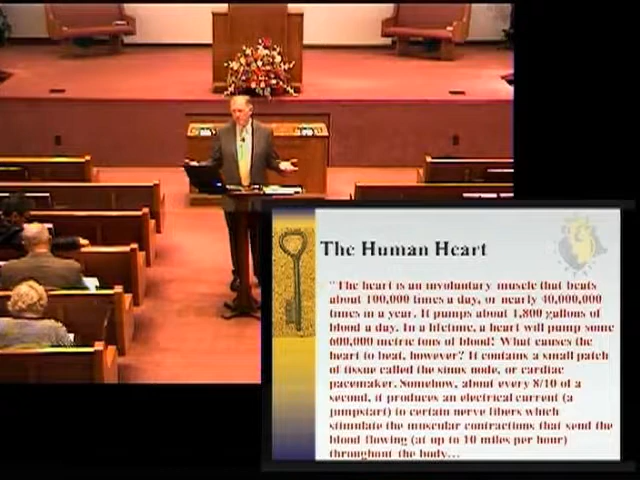 The Human Heart
"The heart is an involuntary muscle that beats
about 100,000 times a day, or nearly 40,000,000
times in a year. It pumps about 1,800 gallons of
blood a day. In a lifetime, a heart will pump some
600,000 metric tons of blood! What causes the
heart to beat, however? It contains a small patch
of tissue called the sinus node, or cardiac
pacemaker. Somehow, about every 8/10 of a
second, it produces an electrical current (a
jumpstart) to certain nerve fibers which
stimulate the muscular contractions that send the
blood flowing (at up to 10 miles per hour)
throughout the body...